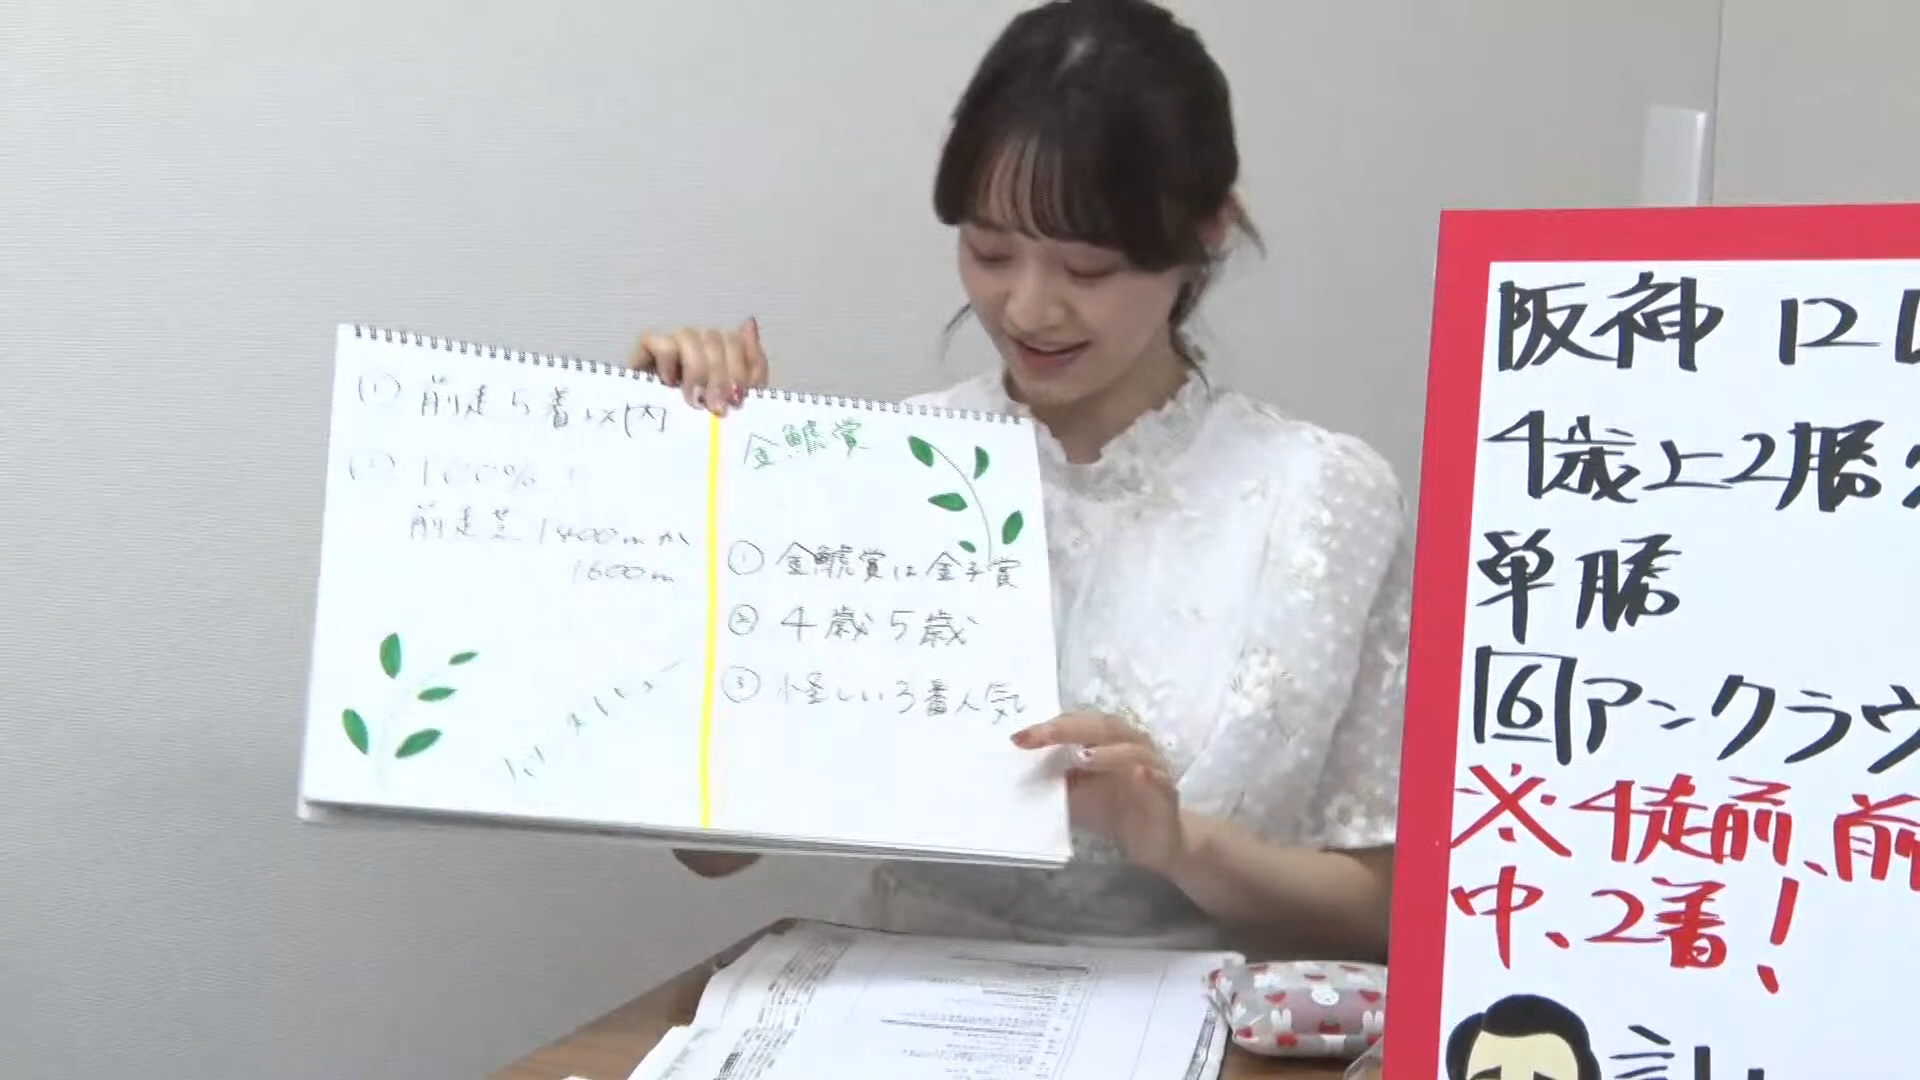 ① 前走5着以内
100%!
前走芝1400mか
1600m
金鯱賞
① 金鯱賞は金子賞
② 4歳5歳
③ 怪しい3番人気
阪神12
4歳上2勝
単勝
6 アンクラウ
※4走前、前
中、2着!